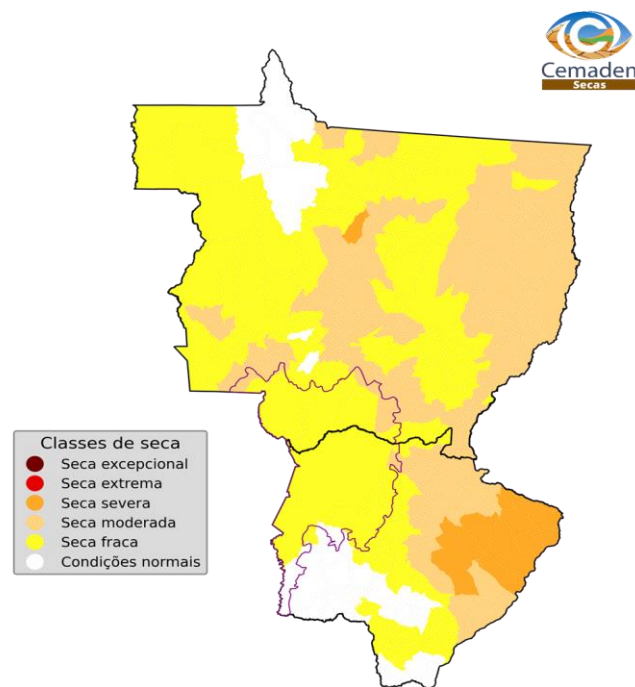 Cemaden
Secas
Classes de seca
Seca excepcional
Seca extrema
Seca severa
Seca moderada
Seca fraca
Condições normais